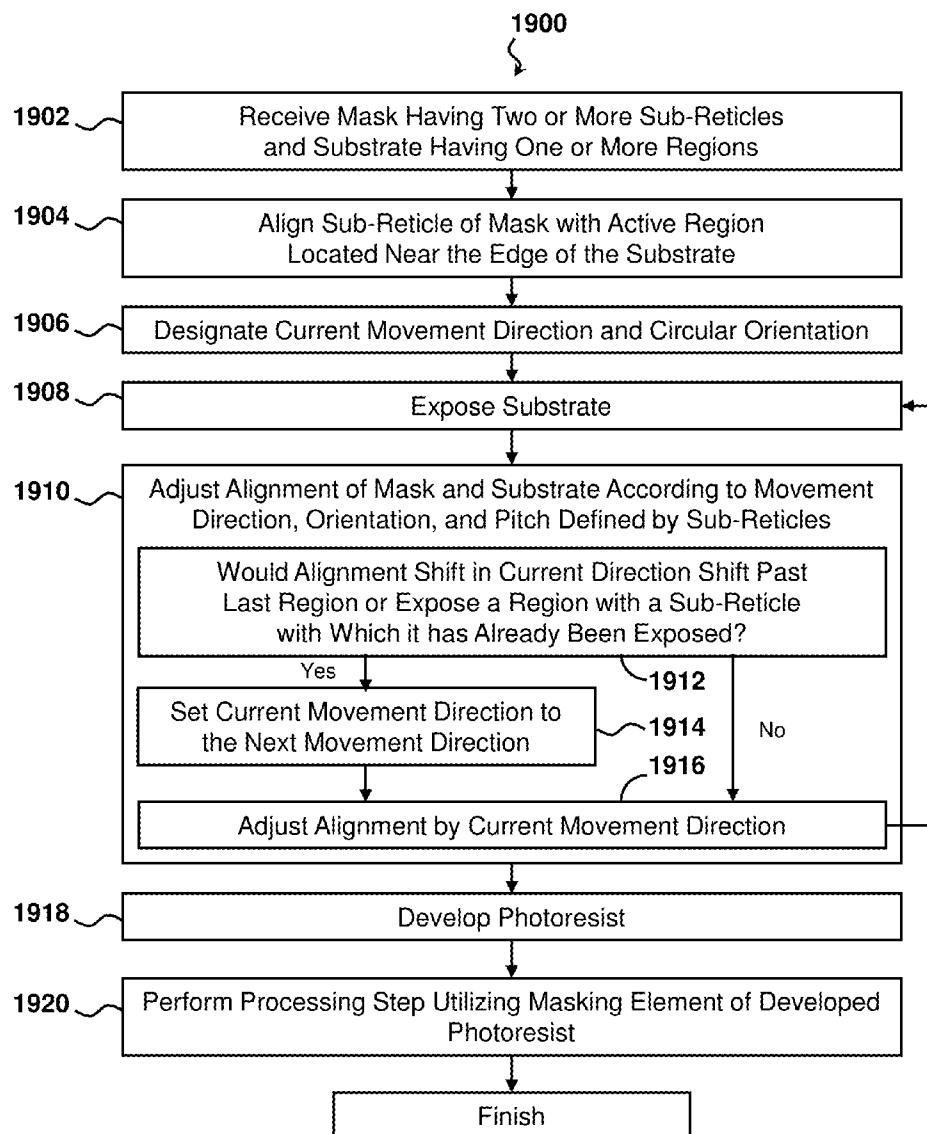 1900
1902
Receive Mask Having Two or More Sub-Reticles
and Substrate Having One or More Regions
1904
Align Sub-Reticle of Mask with Active Region
Located Near the Edge of the Substrate
1906
Designate Current Movement Direction and Circular Orientation
1908
Expose Substrate
1910
Adjust Alignment of Mask and Substrate According to Movement
Direction, Orientation, and Pitch Defined by Sub-Reticles
Would Alignment Shift in Current Direction Shift Past
Last Region or Expose a Region with a Sub-Reticle
with Which it has Already Been Exposed?
Yes
1912
Set Current Movement Direction to
the Next Movement Direction
1914
No
1916
Adjust Alignment by Current Movement Direction
1918
Develop Photoresist
1920
Perform Processing Step Utilizing Masking Element of Developed
Photoresist
Finish